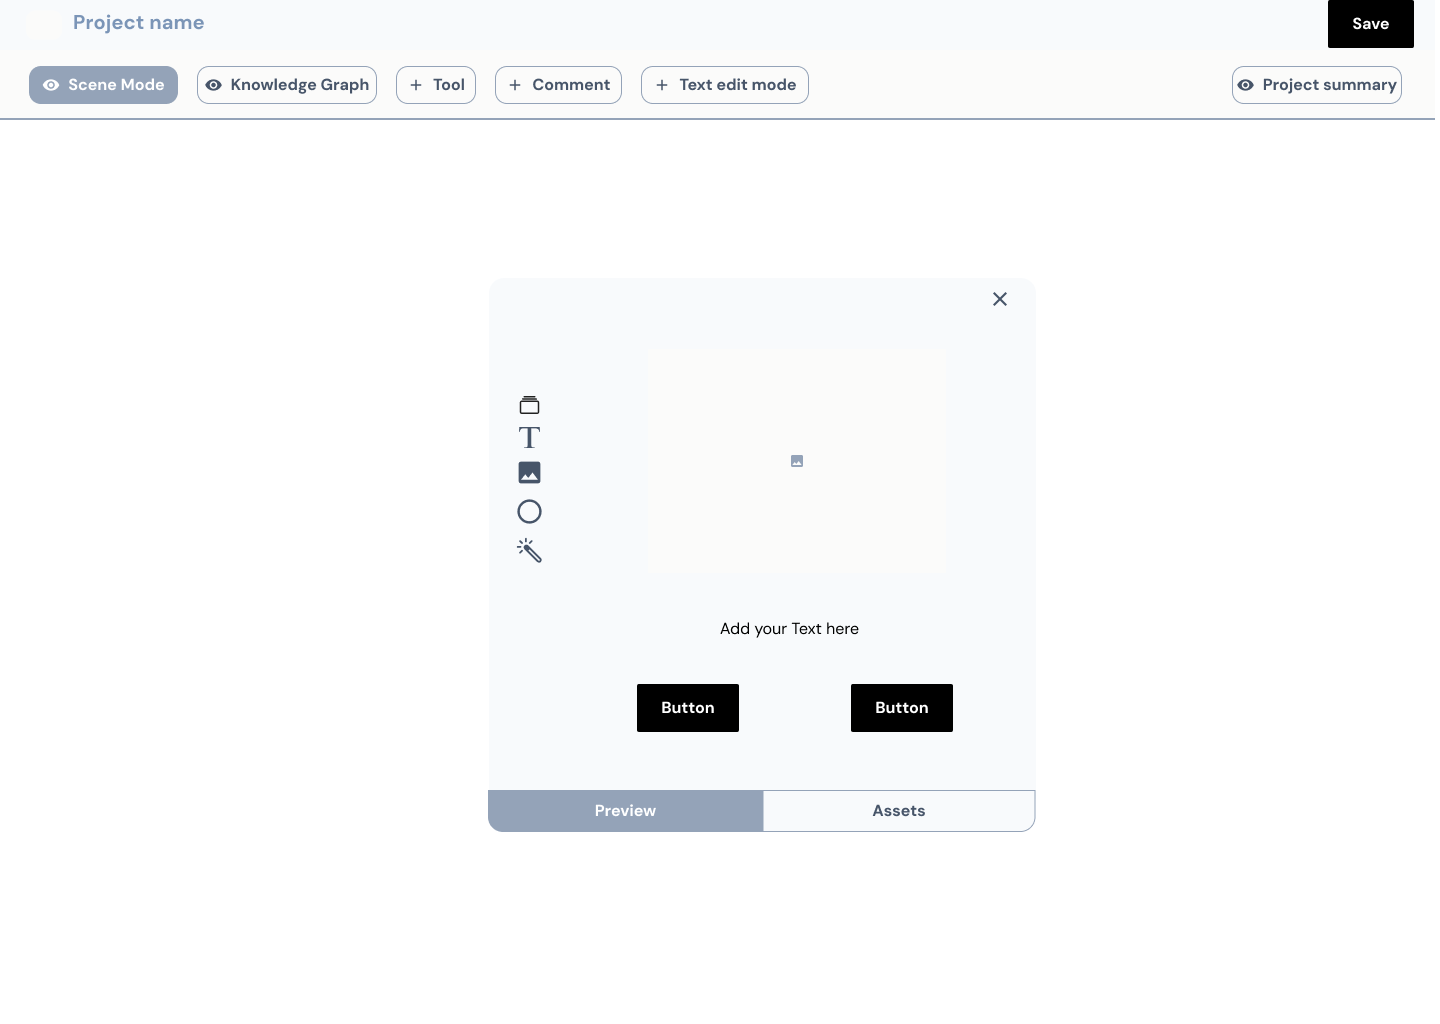 Project name
Save
Scene Mode
Knowledge Graph
Tool
Comment
Text edit mode
Project summary
T
Add your Text here
Button
Button
Preview
Assets